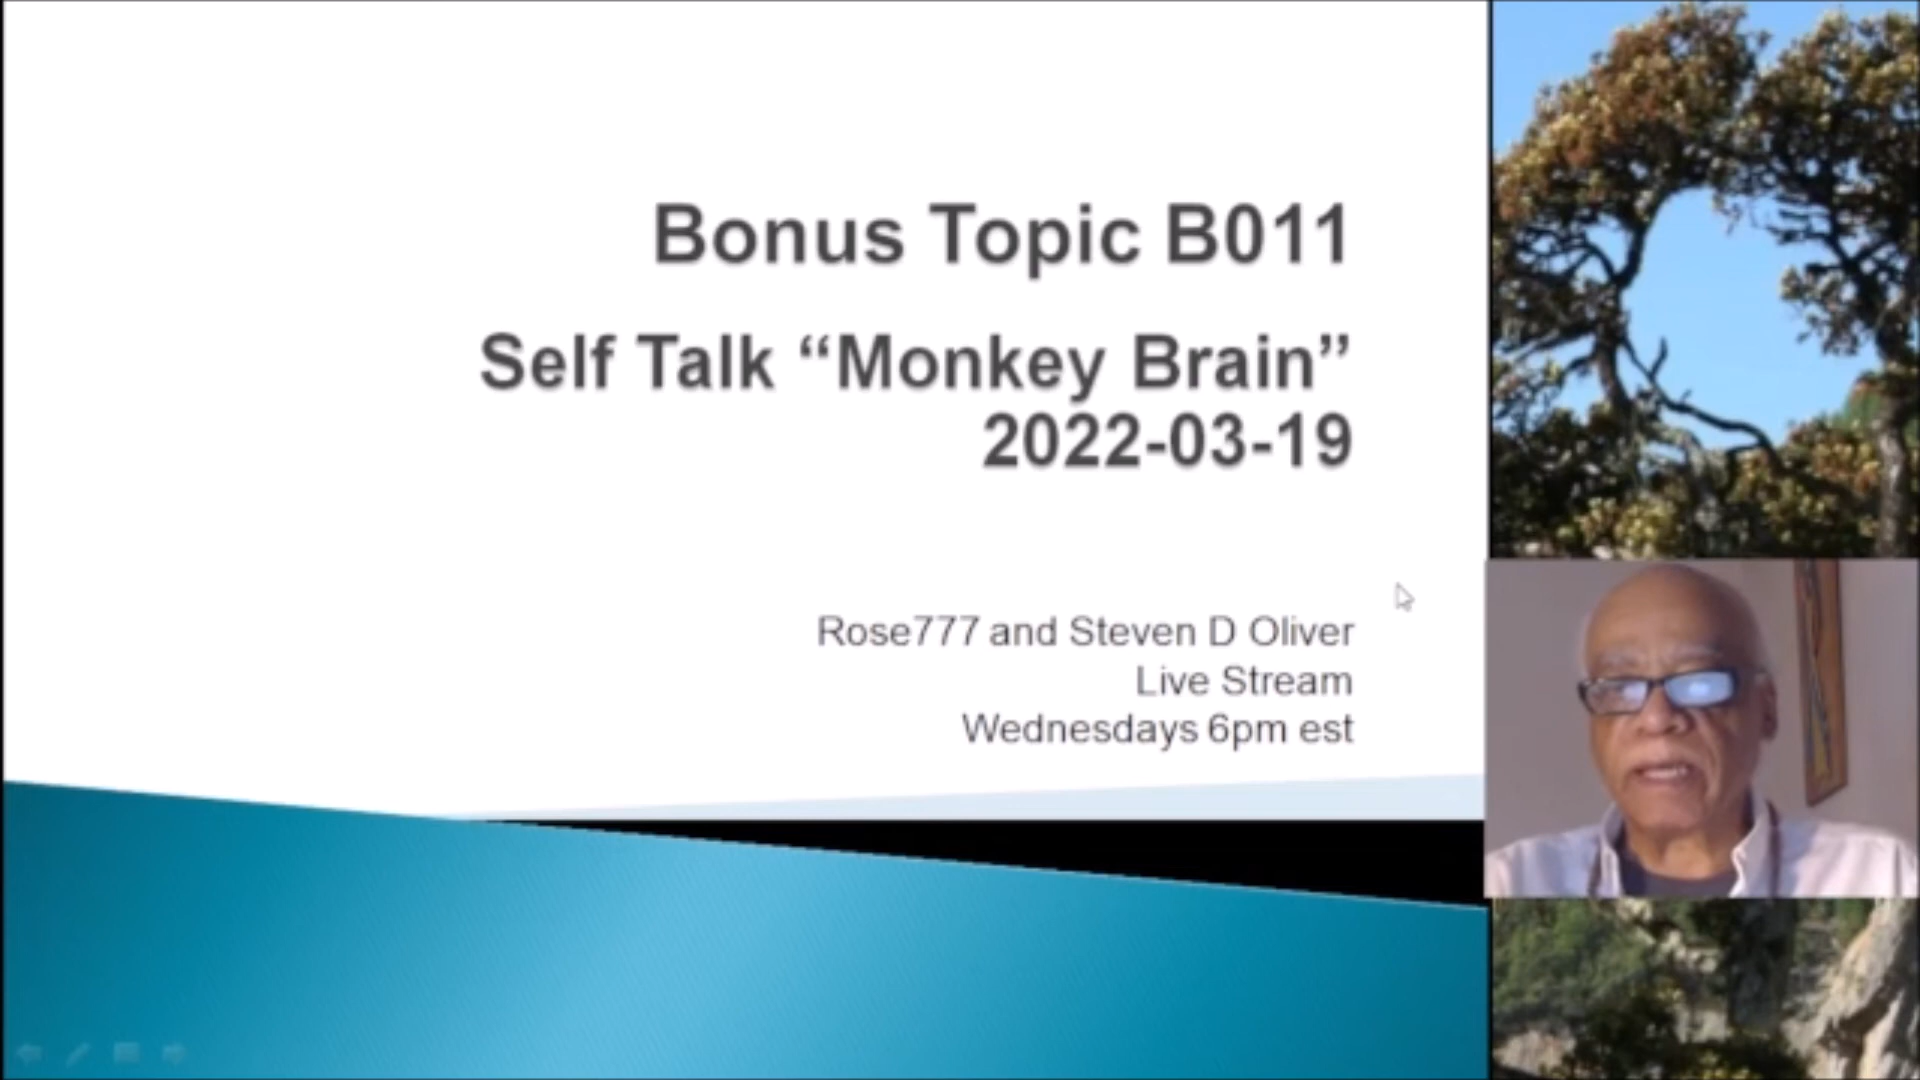 Bonus Topic B011
Self Talk “Monkey Brain”
2022-03-19
Rose777 and Steven D Oliver
Live Stream
Wednesdays 6pm est